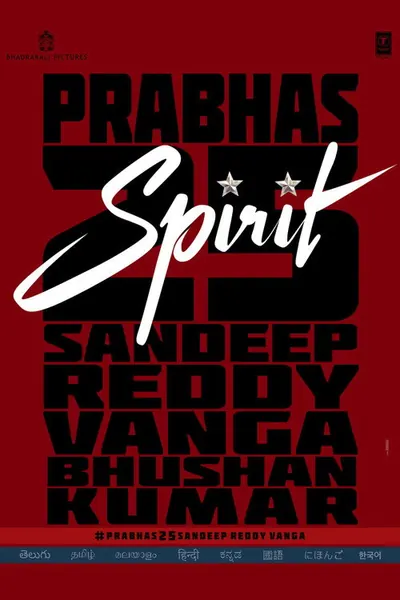 BHADRAKALI PICTURES
T
PRABHAS
25
Spirit
SANDEEP
REDDY
VANGA
BHUSHAN
KUMAR
#PRABHAS25SANDEEP REDDY VANGA
తెలుగు தமிழ் മലയാളം हिन्दी ಕನ್ನಡ 國語 にほんご 한국어